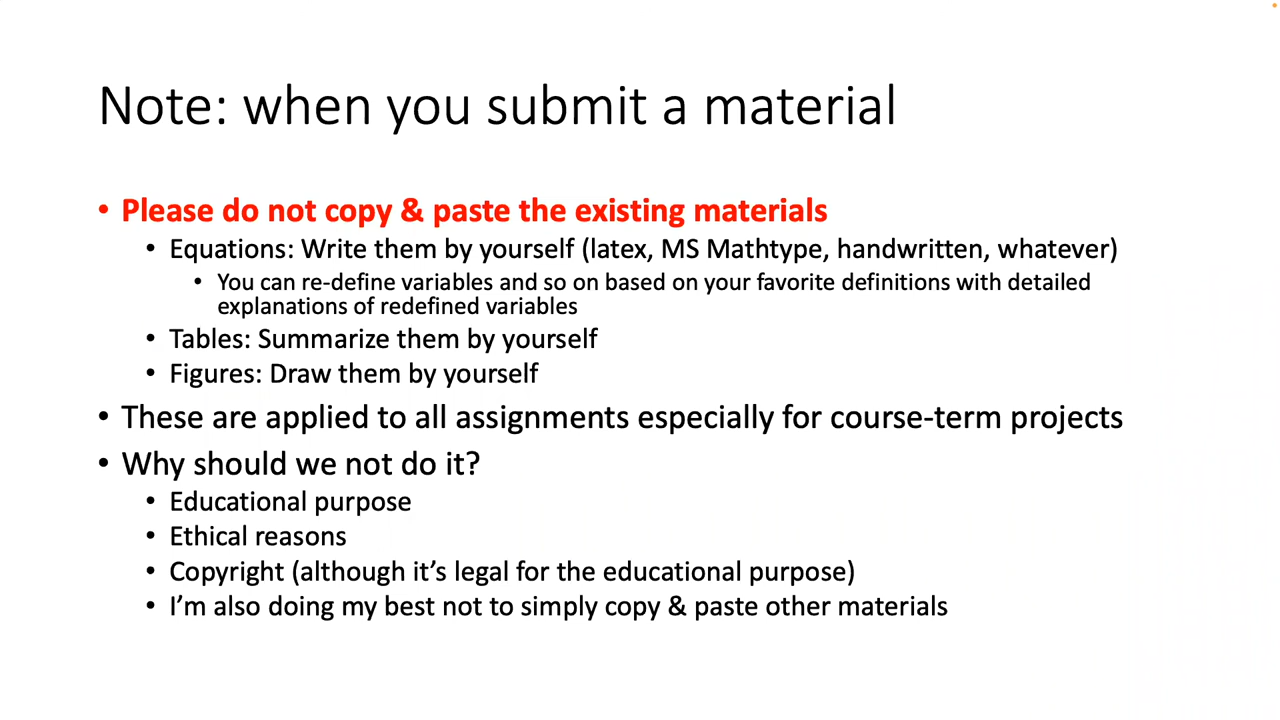 Note: when you submit a material
• Please do not copy & paste the existing materials
• Equations: Write them by yourself (latex, MS Mathtype, handwritten, whatever)
• You can re-define variables and so on based on your favorite definitions with detailed
explanations of redefined variables
• Tables: Summarize them by yourself
• Figures: Draw them by yourself
• These are applied to all assignments especially for course-term projects
• Why should we not do it?
• Educational purpose
• Ethical reasons
• Copyright (although it’s legal for the educational purpose)
• I’m also doing my best not to simply copy & paste other materials